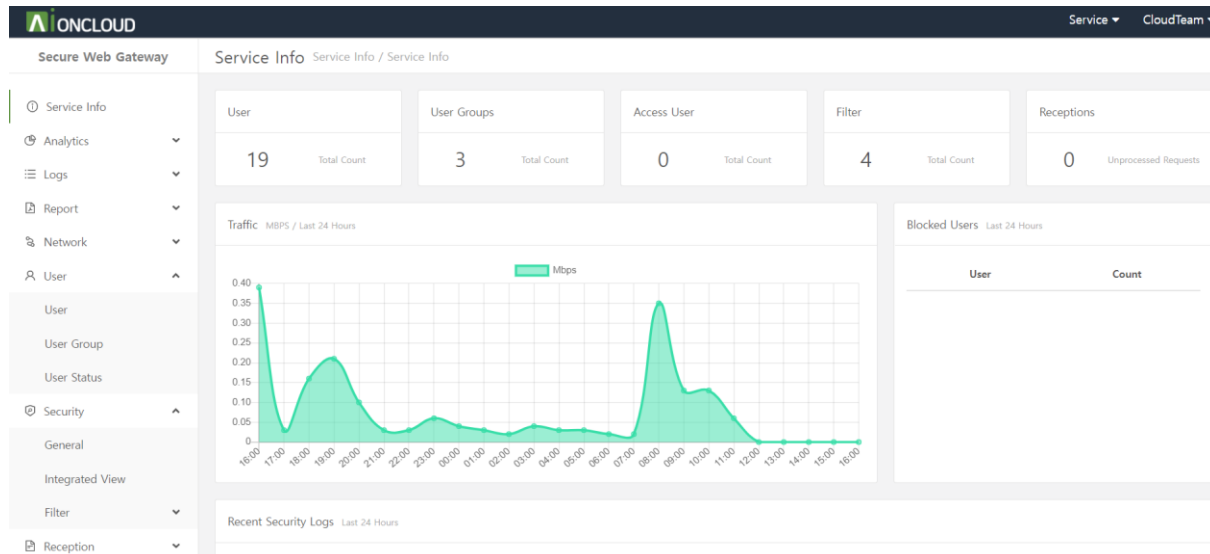 AIONCLOUD
Service CloudTeam
Secure Web Gateway
Service Info Service Info / Service Info
Service Info
Analytics
Logs
Report
Network
User
User
User Group
User Status
Security
General
Integrated View
Filter
Reception
User
19 Total Count
User Groups
3 Total Count
Access User
0 Total Count
Filter
4 Total Count
Receptions
0 Unprocessed Requests
Traffic MBPS / Last 24 Hours
Mbps
0.40
0.35
0.30
0.25
0.20
0.15
0.10
0.05
0
16:00 17:00 18:00 19:00 20:00 21:00 22:00 23:00 00:00 01:00 02:00 03:00 04:00 05:00 06:00 07:00 08:00 09:00 10:00 11:00 12:00 13:00 14:00 15:00 16:00
Blocked Users Last 24 Hours
User Count
Recent Security Logs Last 24 Hours